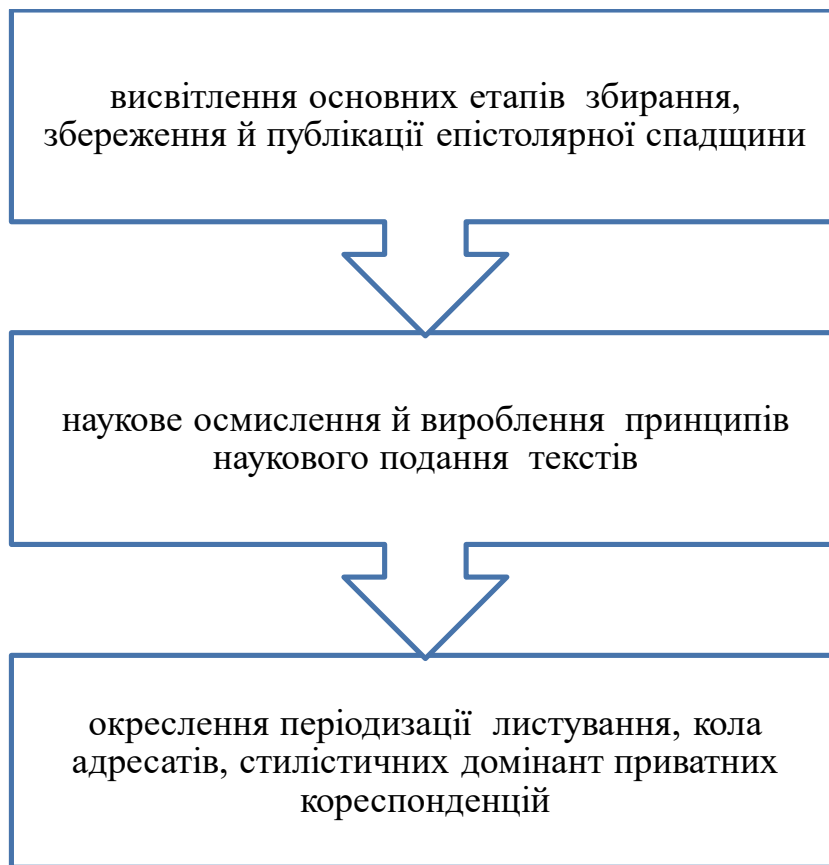 висвітлення основних етапів збирання,
збереження й публікації епістолярної спадщини
наукове осмислення й вироблення принципів
наукового подання текстів
окреслення періодизації листування, кола
адресатів, стилістичних домінант приватних
кореспонденцій